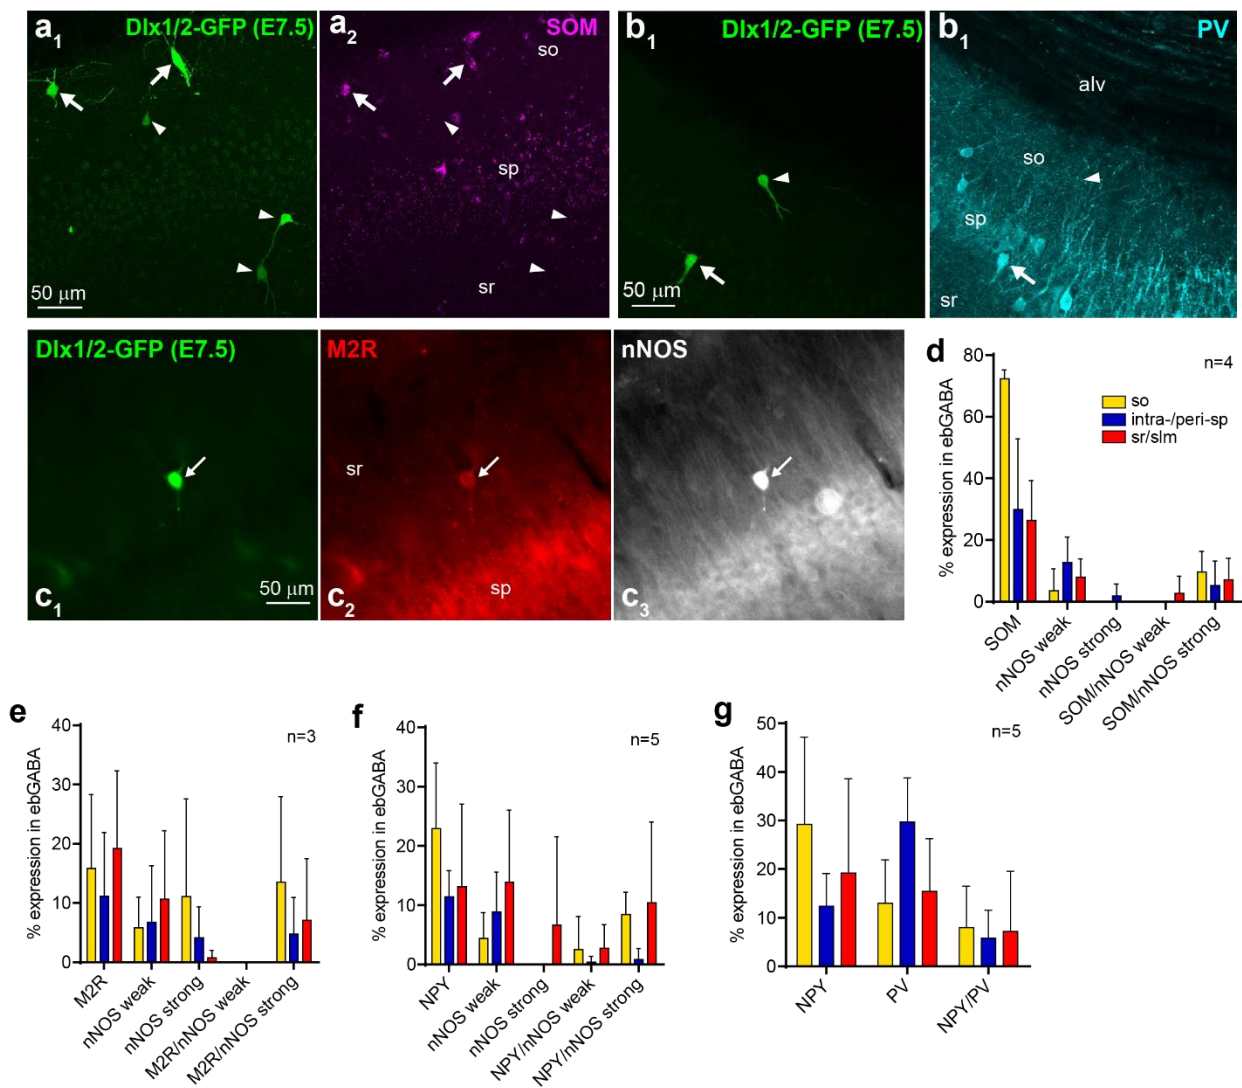 a1 Dlx1/2-GFP (E7.5)
50 μm
a2 SOM
so
sp
sr
b1 Dlx1/2-GFP (E7.5)
50 μm
b1 PV
alv
so
sp
sr
Dlx1/2-GFP (E7.5)
c1 50 μm
M2R
sr
sp
c2
nNOS
c3
d
n=4
% expression in ebGABA
80
60
40
20
0
so
intra-/peri-sp
sr/slm
SOM
nNOS weak
nNOS strong
SOM/nNOS weak
SOM/nNOS strong
e
n=3
% expression in ebGABA
40
30
20
10
0
M2R
nNOS weak
nNOS strong
M2R/nNOS weak
M2R/nNOS strong
f
n=5
% expression in ebGABA
40
30
20
10
0
NPY
nNOS weak
nNOS strong
NPY/nNOS weak
NPY/nNOS strong
g
n=5
% expression in ebGABA
50
40
30
20
10
0
NPY
PV
NPY/PV